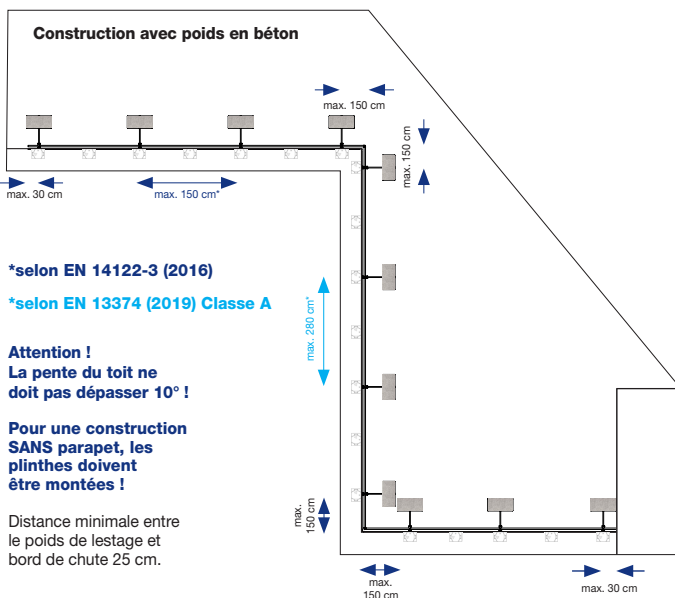 Construction avec poids en béton
max. 150 cm
max. 150 cm
max. 30 cm
max. 150 cm*
*selon EN 14122-3 (2016)
*selon EN 13374 (2019) Classe A
max. 280 cm*
Attention !
La pente du toit ne
doit pas dépasser 10° !
Pour une construction
SANS parapet, les
plinthes doivent
être montées !
max.
150 cm
Distance minimale entre
le poids de lestage et
bord de chute 25 cm.
max.
150 cm
max. 30 cm